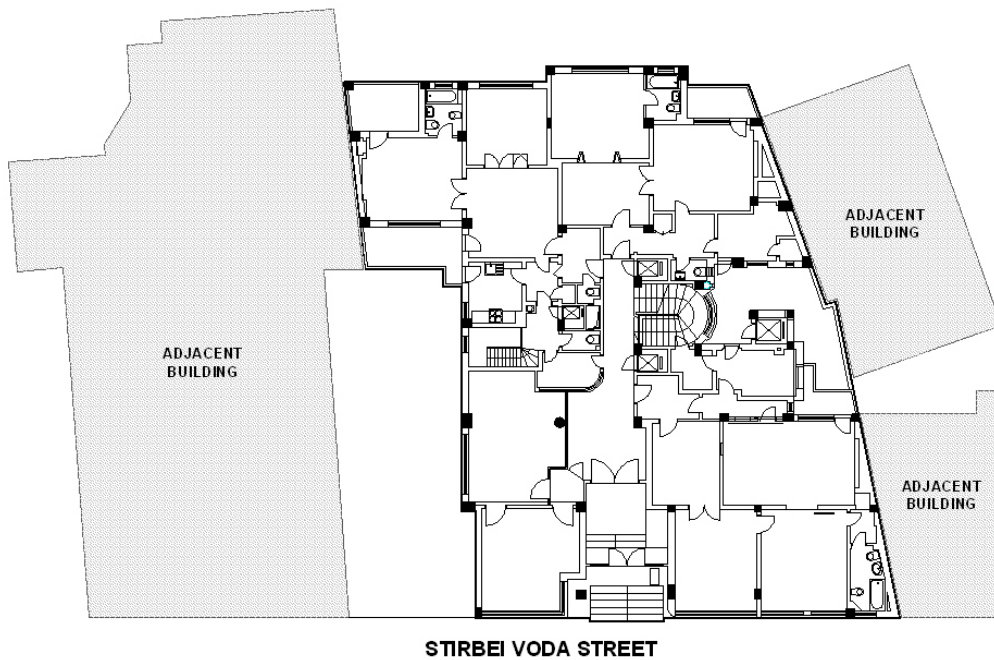 ADJACENT
BUILDING
ADJACENT
BUILDING
ADJACENT
BUILDING
STIRBEI VODA STREET